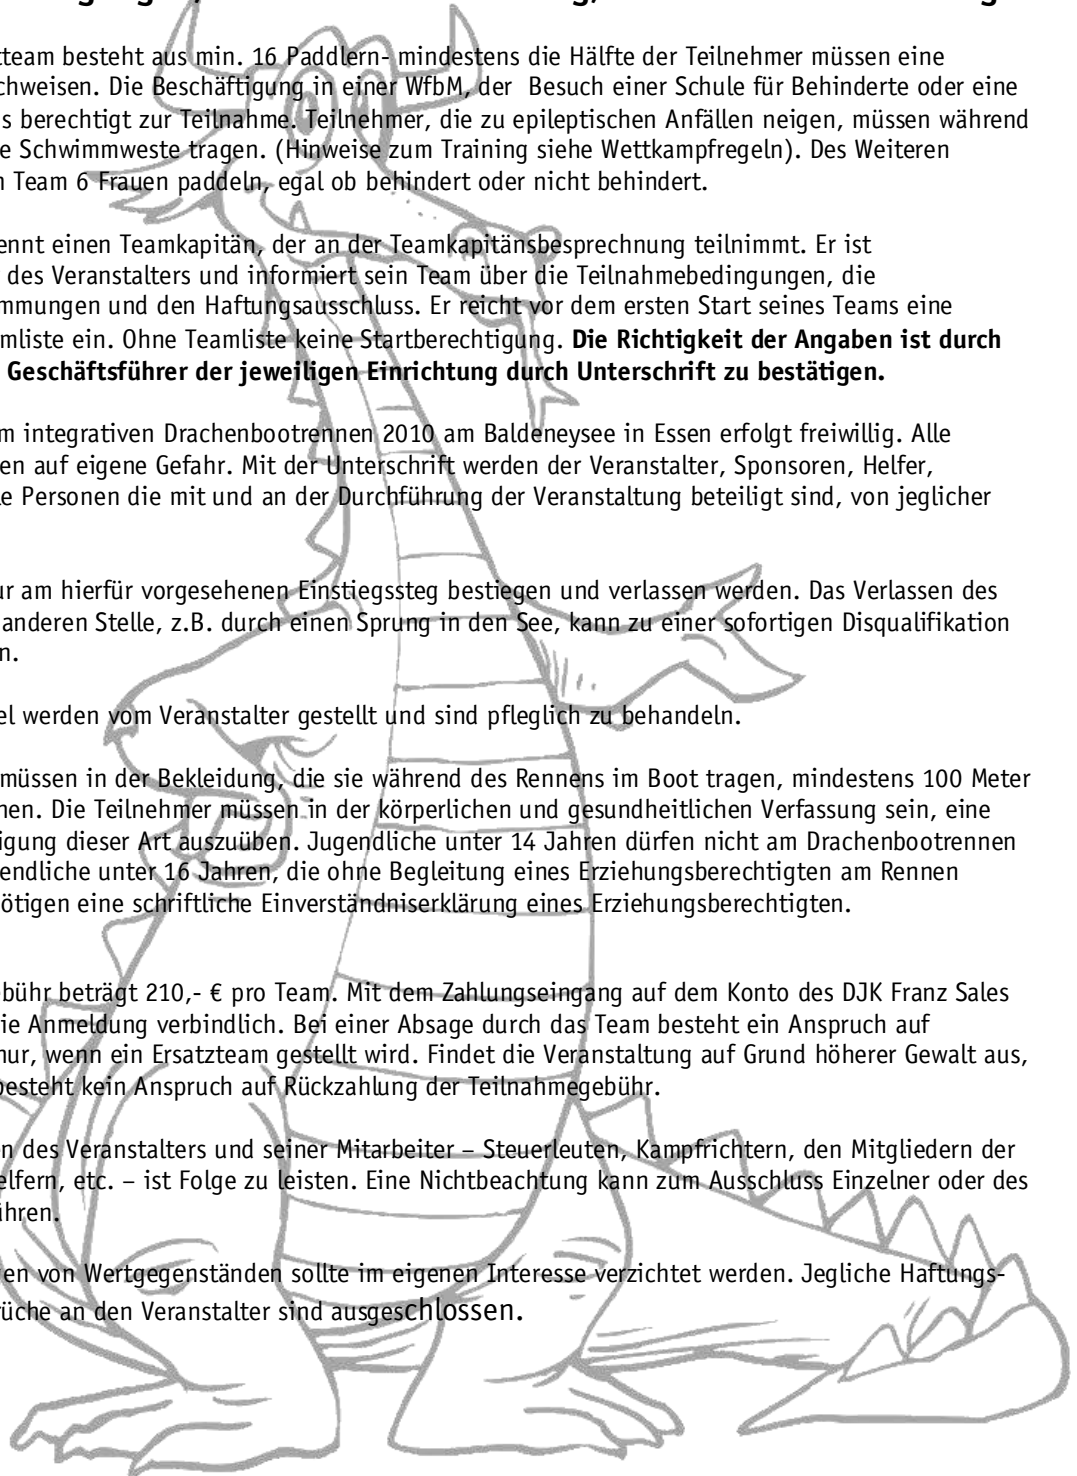 tteam besteht aus min. 16 Paddlern- mindestens die Hälfte der Teilnehmer müssen eine
chweisen. Die Beschäftigung in einer WfbM, der Besuch einer Schule für Behinderte oder eine
s berechtigt zur Teilnahme. Teilnehmer, die zu epileptischen Anfällen neigen, müssen während
e Schwimmweste tragen. (Hinweise zum Training siehe Wettkampfregeln). Des Weiteren
n Team 6 Frauen paddeln, egal ob behindert oder nicht behindert.
ennt einen Teamkapitän, der an der Teamkapitänsbesprechnung teilnimmt. Er ist
des Veranstalters und informiert sein Team über die Teilnahmebedingungen, die
mmungen und den Haftungsausschluss. Er reicht vor dem ersten Start seines Teams eine
mliste ein. Ohne Teamliste keine Startberechtigung. Die Richtigkeit der Angaben ist durch
Geschäftsführer der jeweiligen Einrichtung durch Unterschrift zu bestätigen.
m integrativen Drachenbootrennen 2010 am Baldeneysee in Essen erfolgt freiwillig. Alle
en auf eigene Gefahr. Mit der Unterschrift werden der Veranstalter, Sponsoren, Helfer,
le Personen die mit und an der Durchführung der Veranstaltung beteiligt sind, von jeglicher
ur am hierfür vorgesehenen Einstiegssteg bestiegen und verlassen werden. Das Verlassen des
anderen Stelle, z.B. durch einen Sprung in den See, kann zu einer sofortigen Disqualifikation
n.
el werden vom Veranstalter gestellt und sind pfleglich zu behandeln.
müssen in der Bekleidung, die sie während des Rennens im Boot tragen, mindestens 100 Meter
nen. Die Teilnehmer müssen in der körperlichen und gesundheitlichen Verfassung sein, eine
igung dieser Art auszuüben. Jugendliche unter 14 Jahren dürfen nicht am Drachenbootrennen
endliche unter 16 Jahren, die ohne Begleitung eines Erziehungsberechtigten am Rennen
ötigen eine schriftliche Einverständniserklärung eines Erziehungsberechtigten.
ebühr beträgt 210,- € pro Team. Mit dem Zahlungseingang auf dem Konto des DJK Franz Sales
ie Anmeldung verbindlich. Bei einer Absage durch das Team besteht ein Anspruch auf
nur, wenn ein Ersatzteam gestellt wird. Findet die Veranstaltung auf Grund höherer Gewalt aus,
besteht kein Anspruch auf Rückzahlung der Teilnahmegebühr.
n des Veranstalters und seiner Mitarbeiter – Steuerleuten, Kampfrichtern, den Mitgliedern der
elfern, etc. – ist Folge zu leisten. Eine Nichtbeachtung kann zum Ausschluss Einzelner oder des
ühren.
en von Wertgegenständen sollte im eigenen Interesse verzichtet werden. Jegliche Haftungs-
rüche an den Veranstalter sind ausgeschlossen.